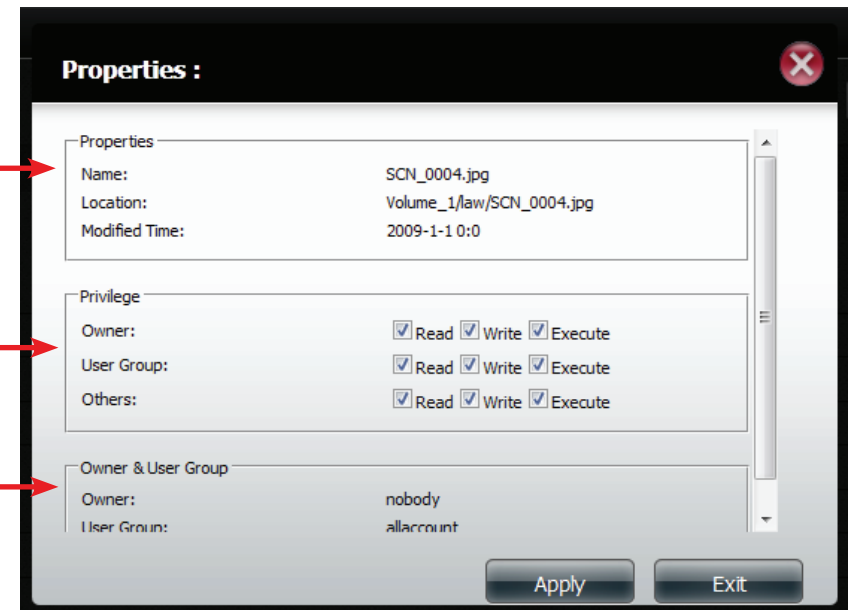 Properties :
Properties
Name: SCN_0004.jpg
Location: Volume_1/law/SCN_0004.jpg
Modified Time: 2009-1-1 0:0
Privilege
Owner: Read Write Execute
User Group: Read Write Execute
Others: Read Write Execute
Owner & User Group
Owner: nobody
User Group: allaccount
Apply Exit